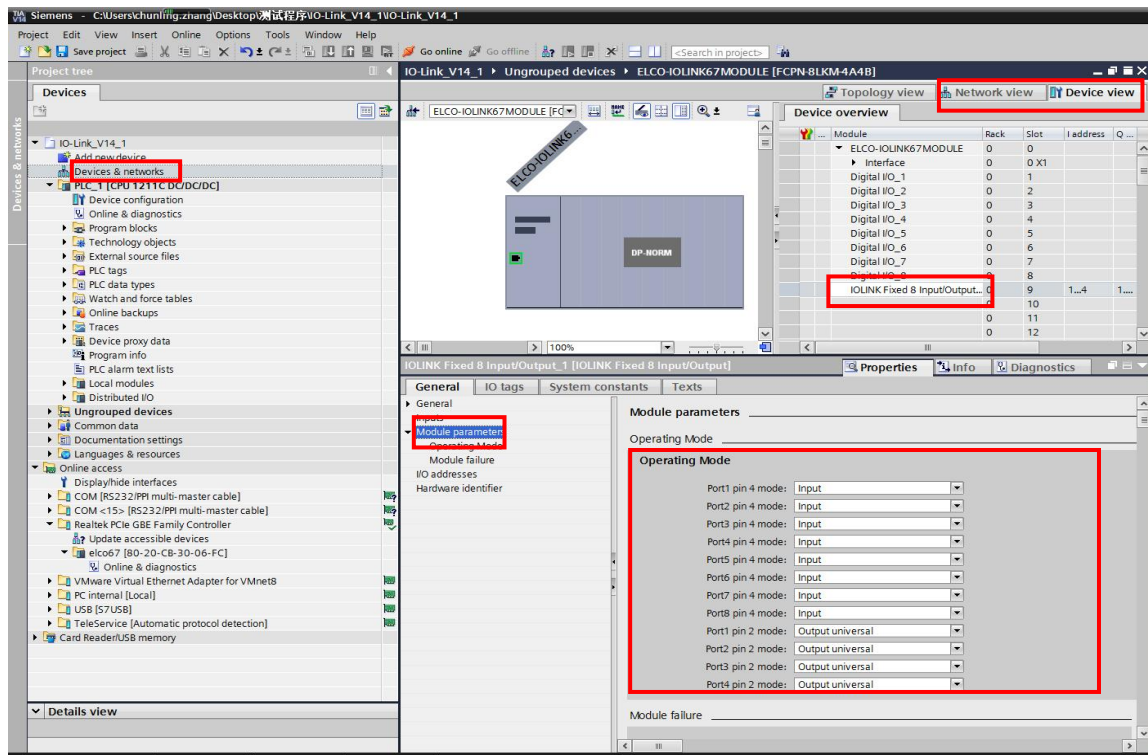 Siemens - C:\Users\chunling.zhang\Desktop\测试程序\IO-Link_V14_1\IO-Link_V14_1
Project Edit View Insert Online Options Tools Window Help
Save project Go online Go offline <Search in project>
Project tree
Devices
Devices & networks
IO-Link_V14_1
Add new device
Devices & networks
PLC_1 [CPU 1211C DC/DC/DC]
Device configuration
Online & diagnostics
Program blocks
Technology objects
External source files
PLC tags
PLC data types
Watch and force tables
Online backups
Traces
Device proxy data
Program info
PLC alarm text lists
Local modules
Distributed I/O
Ungrouped devices
Common data
Documentation settings
Languages & resources
Online access
Display/hide interfaces
COM [RS232/PPI multi-master cable]
COM <15> [RS232/PPI multi-master cable]
Realtek PCIe GBE Family Controller
Update accessible devices
elco67 [80-20-CB-30-06-FC]
Online & diagnostics
VMware Virtual Ethernet Adapter for VMnet8
PC internal [Local]
USB [S7USB]
TeleService [Automatic protocol detection]
Card Reader/USB memory
Details view
IO-Link_V14_1 Ungrouped devices ELCO-IOLINK67MODULE [FCPN-8LKM-4A4B]
Topology view Network view Device view
ELCO-IOLINK67MODULE [FC
ELCO-IOLINK6...
DP-NORM
100%
Device overview
... Module Rack Slot I address Q ...
ELCO-IOLINK67MODULE 0 0
Interface 0 0 X1
Digital I/O_1 0 1
Digital I/O_2 0 2
Digital I/O_3 0 3
Digital I/O_4 0 4
Digital I/O_5 0 5
Digital I/O_6 0 6
Digital I/O_7 0 7
Digital I/O_8 0 8
IOLINK Fixed 8 Input/Output... 0 9 1...4 1....
0 10
0 11
0 12
IOLINK Fixed 8 Input/Output_1 [IOLINK Fixed 8 Input/Output]
Properties Info Diagnostics
General IO tags System constants Texts
General
Inputs
Module parameters
Operating Mode
Module failure
I/O addresses
Hardware identifier
Module parameters
Operating Mode
Operating Mode
Port1 pin 4 mode: Input
Port2 pin 4 mode: Input
Port3 pin 4 mode: Input
Port4 pin 4 mode: Input
Port5 pin 4 mode: Input
Port6 pin 4 mode: Input
Port7 pin 4 mode: Input
Port8 pin 4 mode: Input
Port1 pin 2 mode: Output universal
Port2 pin 2 mode: Output universal
Port3 pin 2 mode: Output universal
Port4 pin 2 mode: Output universal
Module failure